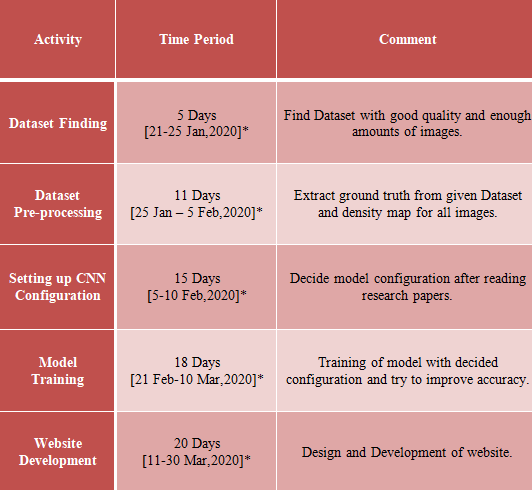 Activity
Time Period
Comment
Dataset Finding
5 Days
[21-25 Jan,2020]*
Find Dataset with good quality and enough
amounts of images.
Dataset
Pre-processing
11 Days
[25 Jan – 5 Feb,2020]*
Extract ground truth from given Dataset
and density map for all images.
Setting up CNN
Configuration
15 Days
[5-10 Feb,2020]*
Decide model configuration after reading
research papers.
Model
Training
18 Days
[21 Feb-10 Mar,2020]*
Training of model with decided
configuration and try to improve accuracy.
Website
Development
20 Days
[11-30 Mar,2020]*
Design and Development of website.